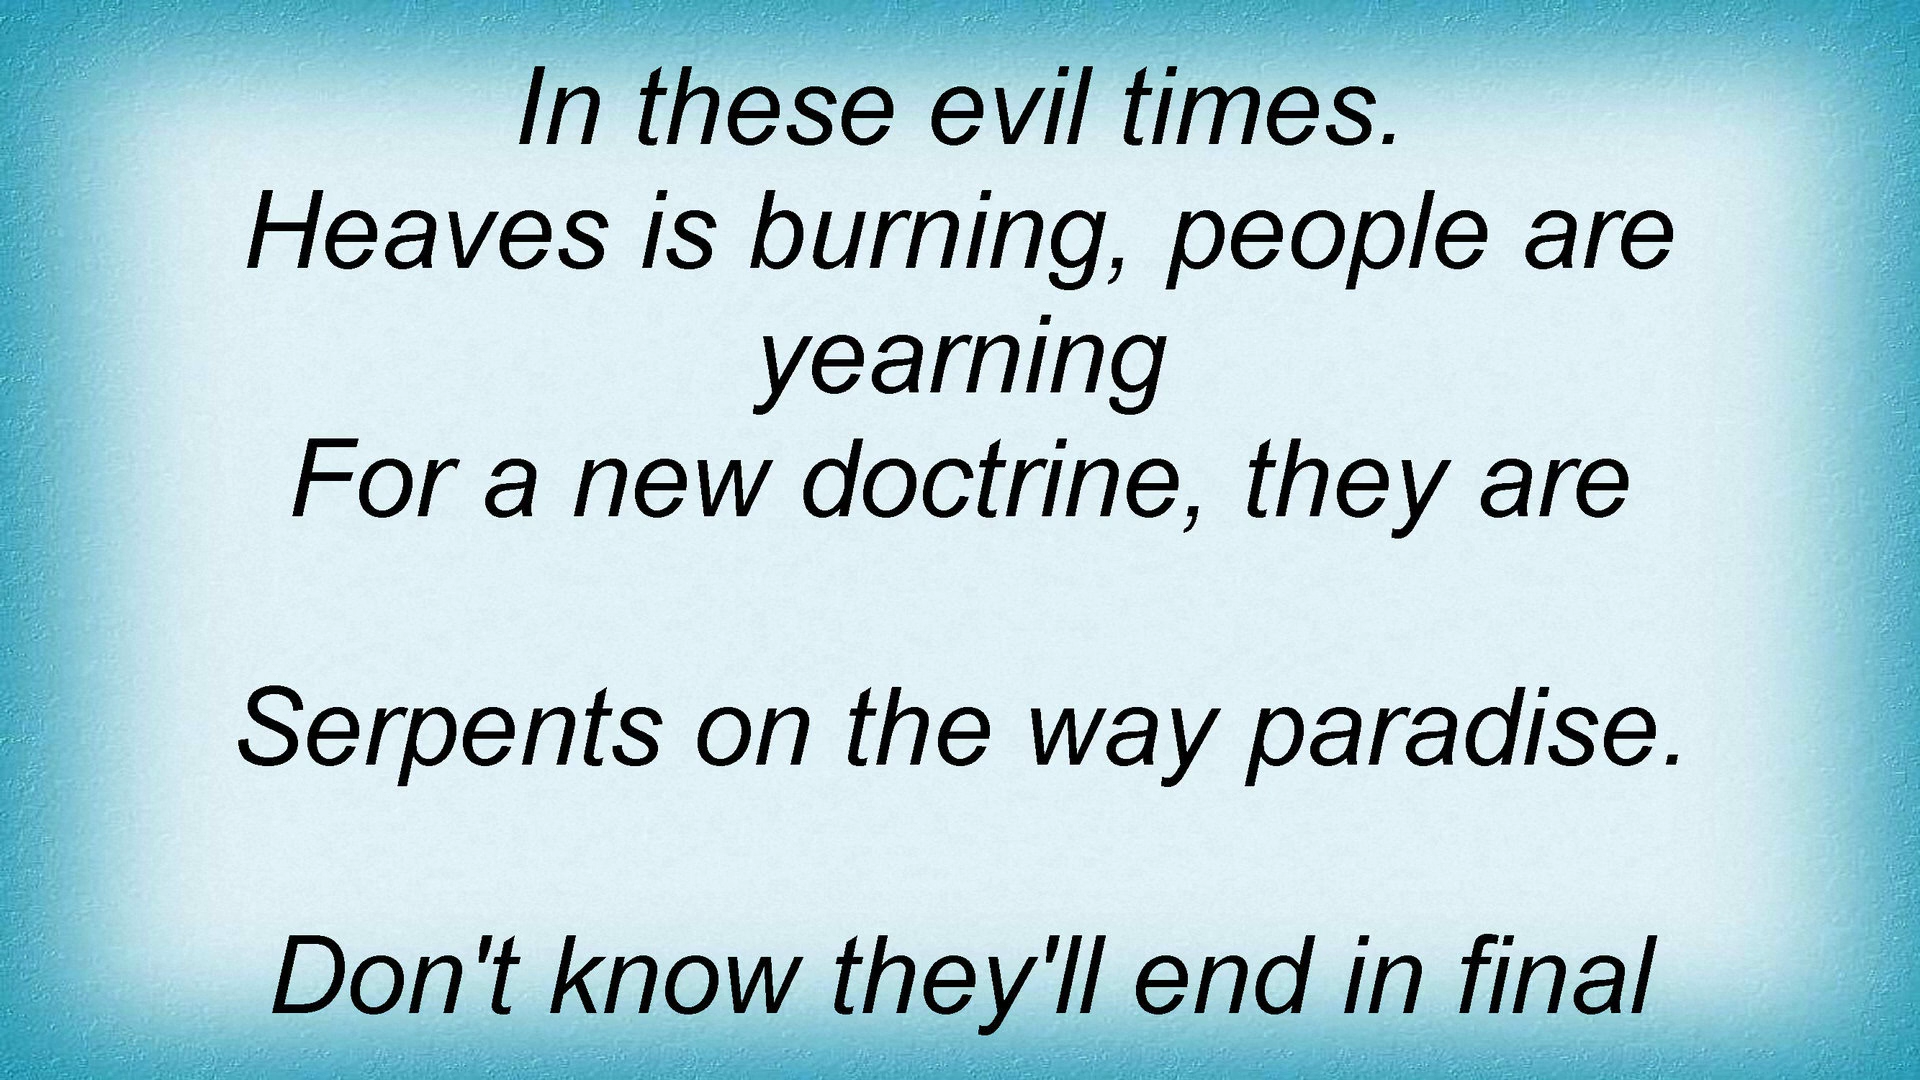 In these evil times.
Heaves is burning, people are
yearning
For a new doctrine, they are
Serpents on the way paradise.
Don't know they'll end in final